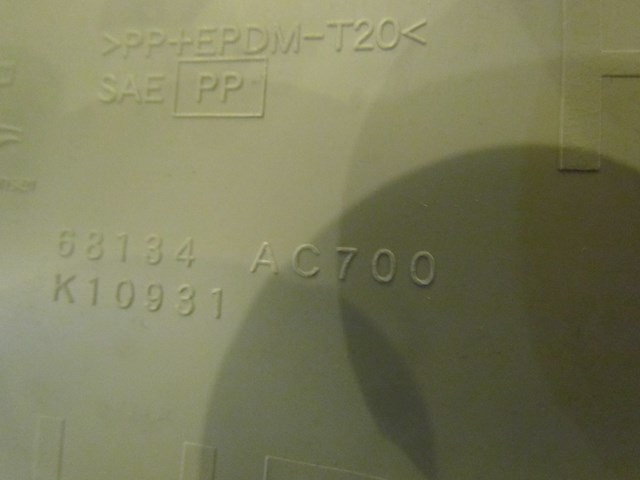 >PP+EPDM-T20<
SAE PP
68134 AC700
K10931